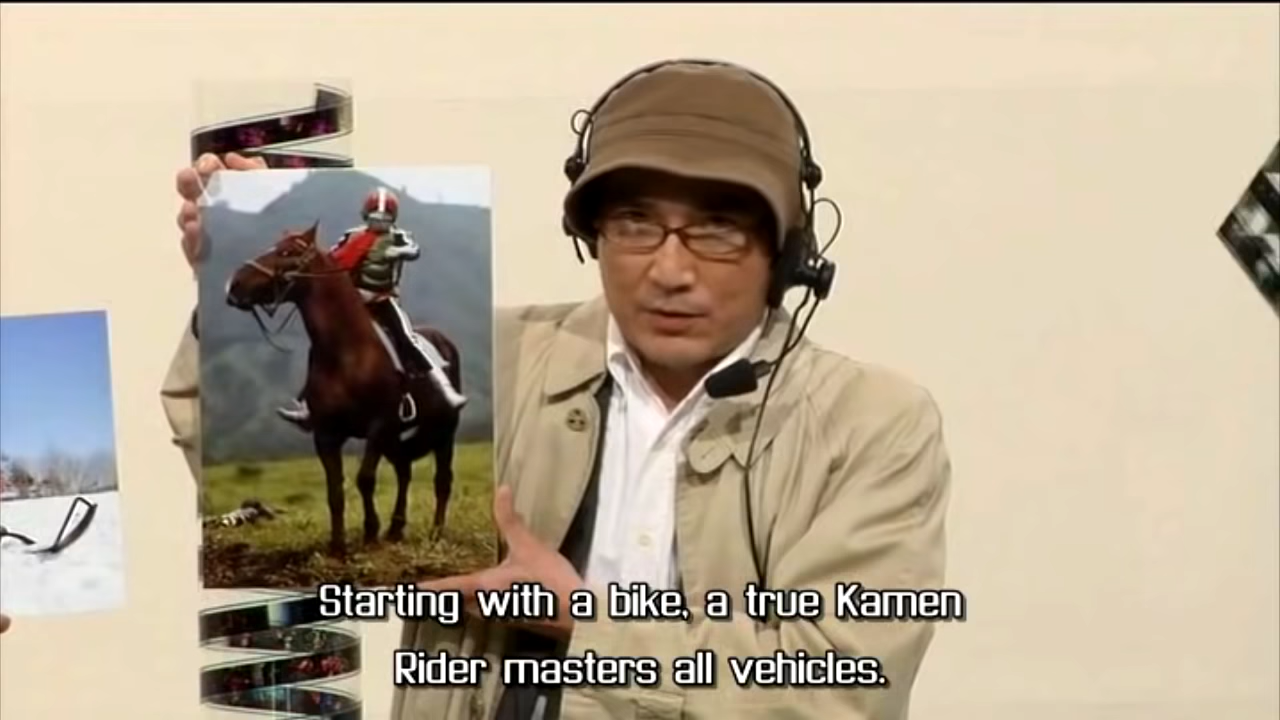 Starting with a bike, a true Kamen
Rider masters all vehicles.